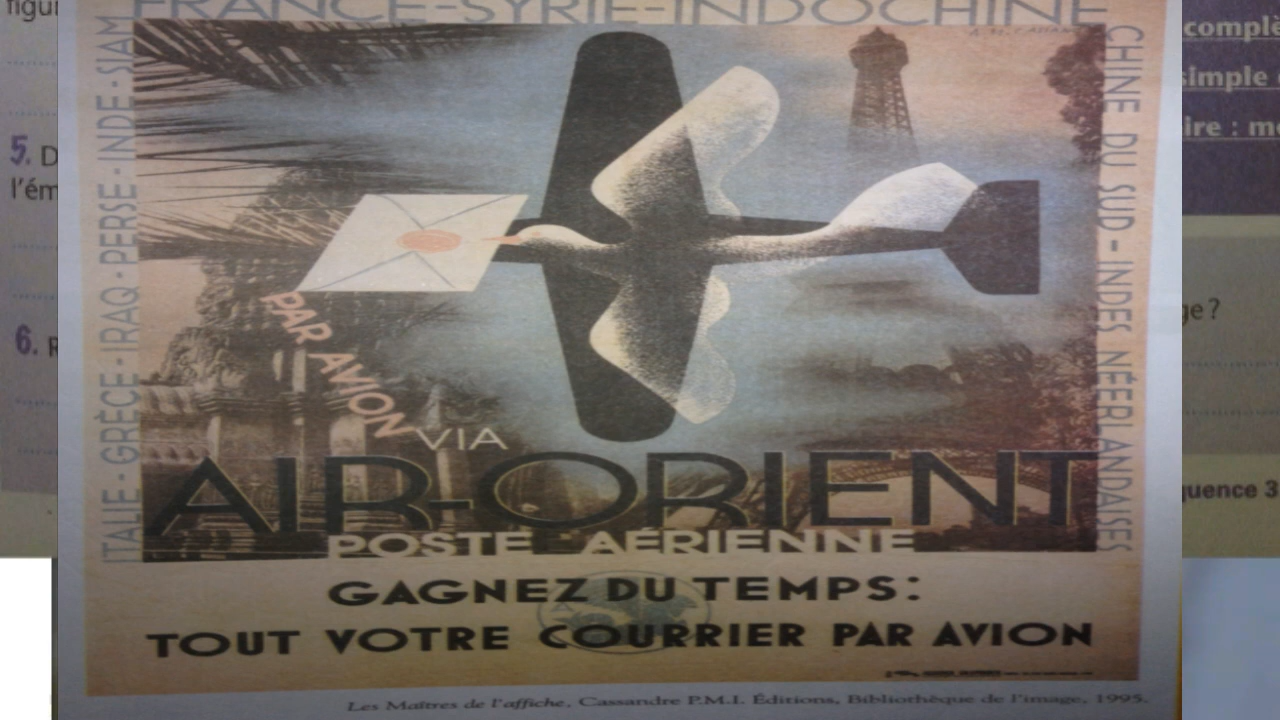 figur
5. D
l'ém
6. R
FRANCE-SYRIE-INDOCHINE
ITALIE - GRÈCE - IRAQ - PERSE - INDE - SIAM
CHINE DU SUD - INDES NÉERLANDAISES
PAR AVION
VIA
AIR-ORIENT
POSTE AÉRIENNE
GAGNEZ DU TEMPS:
TOUT VOTRE COURRIER PAR AVION
Les Maîtres de l'affiche, Cassandre P.M.I. Éditions, Bibliothèque de l'image, 1995.
complè
simple
ire : m
ge ?
quence 3